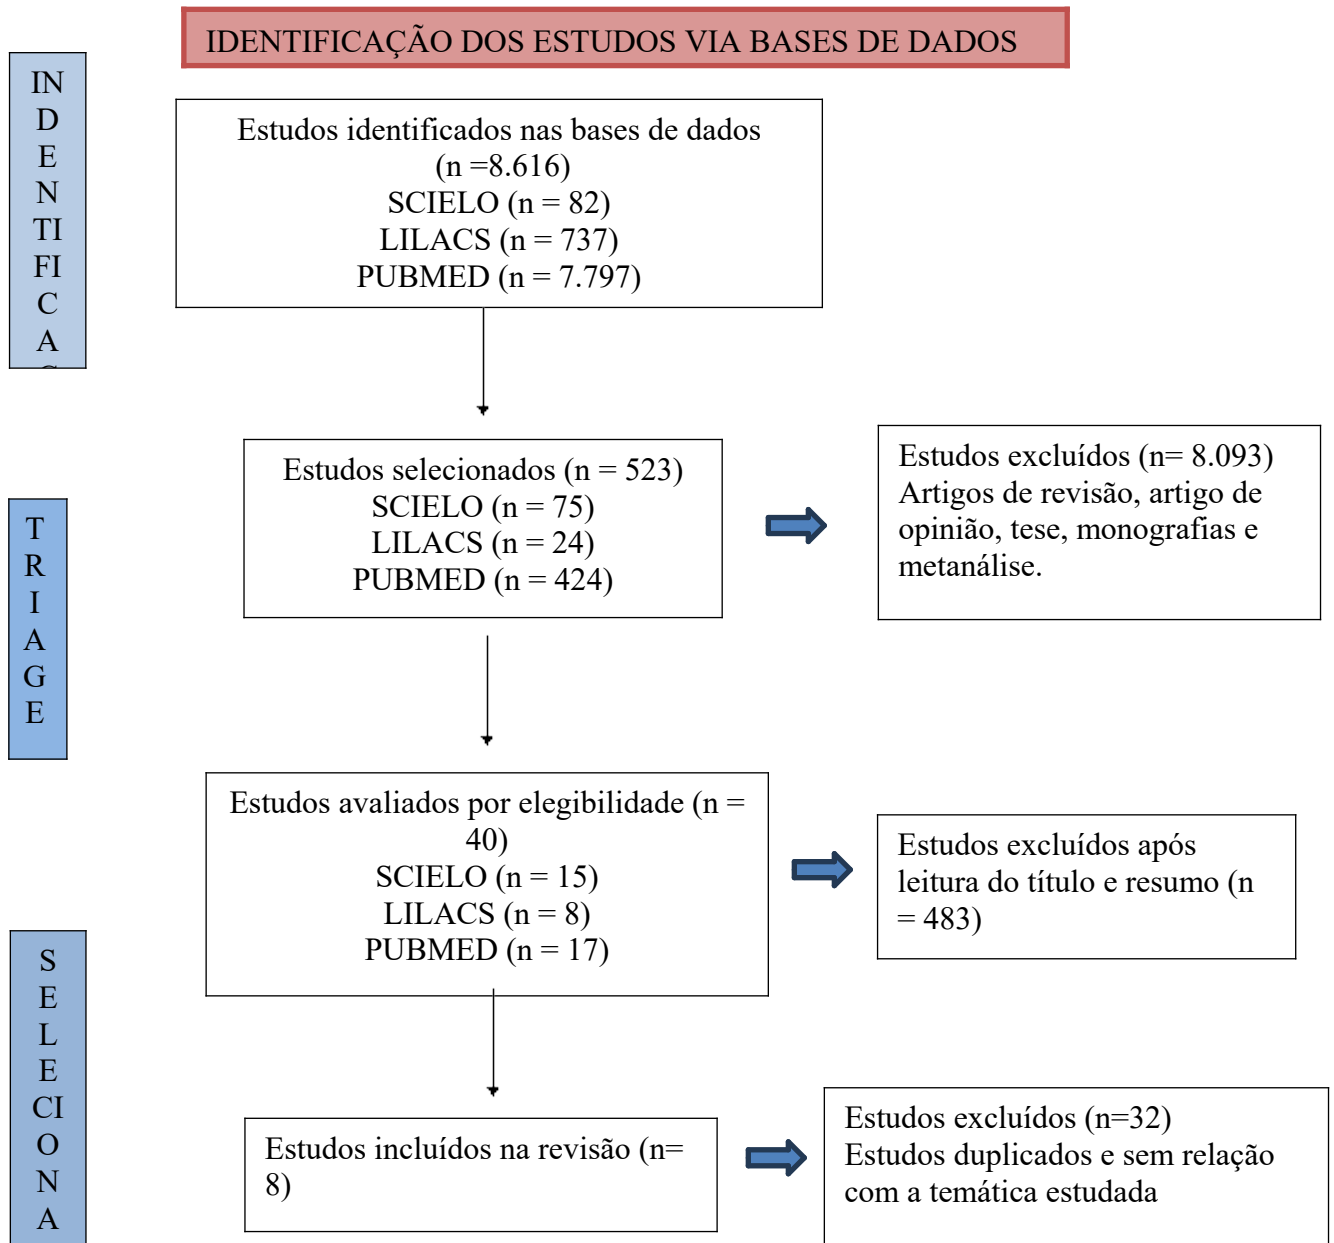 IDENTIFICAÇÃO DOS ESTUDOS VIA BASES DE DADOS
IN
D
E
N
TI
FI
C
A
Estudos identificados nas bases de dados
(n =8.616)
SCIELO (n = 82)
LILACS (n = 737)
PUBMED (n = 7.797)
T
R
I
A
G
E
Estudos selecionados (n = 523)
SCIELO (n = 75)
LILACS (n = 24)
PUBMED (n = 424)
Estudos excluídos (n= 8.093)
Artigos de revisão, artigo de
opinião, tese, monografias e
metanálise.
Estudos avaliados por elegibilidade (n =
40)
SCIELO (n = 15)
LILACS (n = 8)
PUBMED (n = 17)
Estudos excluídos após
leitura do título e resumo (n
= 483)
S
E
L
E
CI
O
N
A
Estudos incluídos na revisão (n=
8)
Estudos excluídos (n=32)
Estudos duplicados e sem relação
com a temática estudada